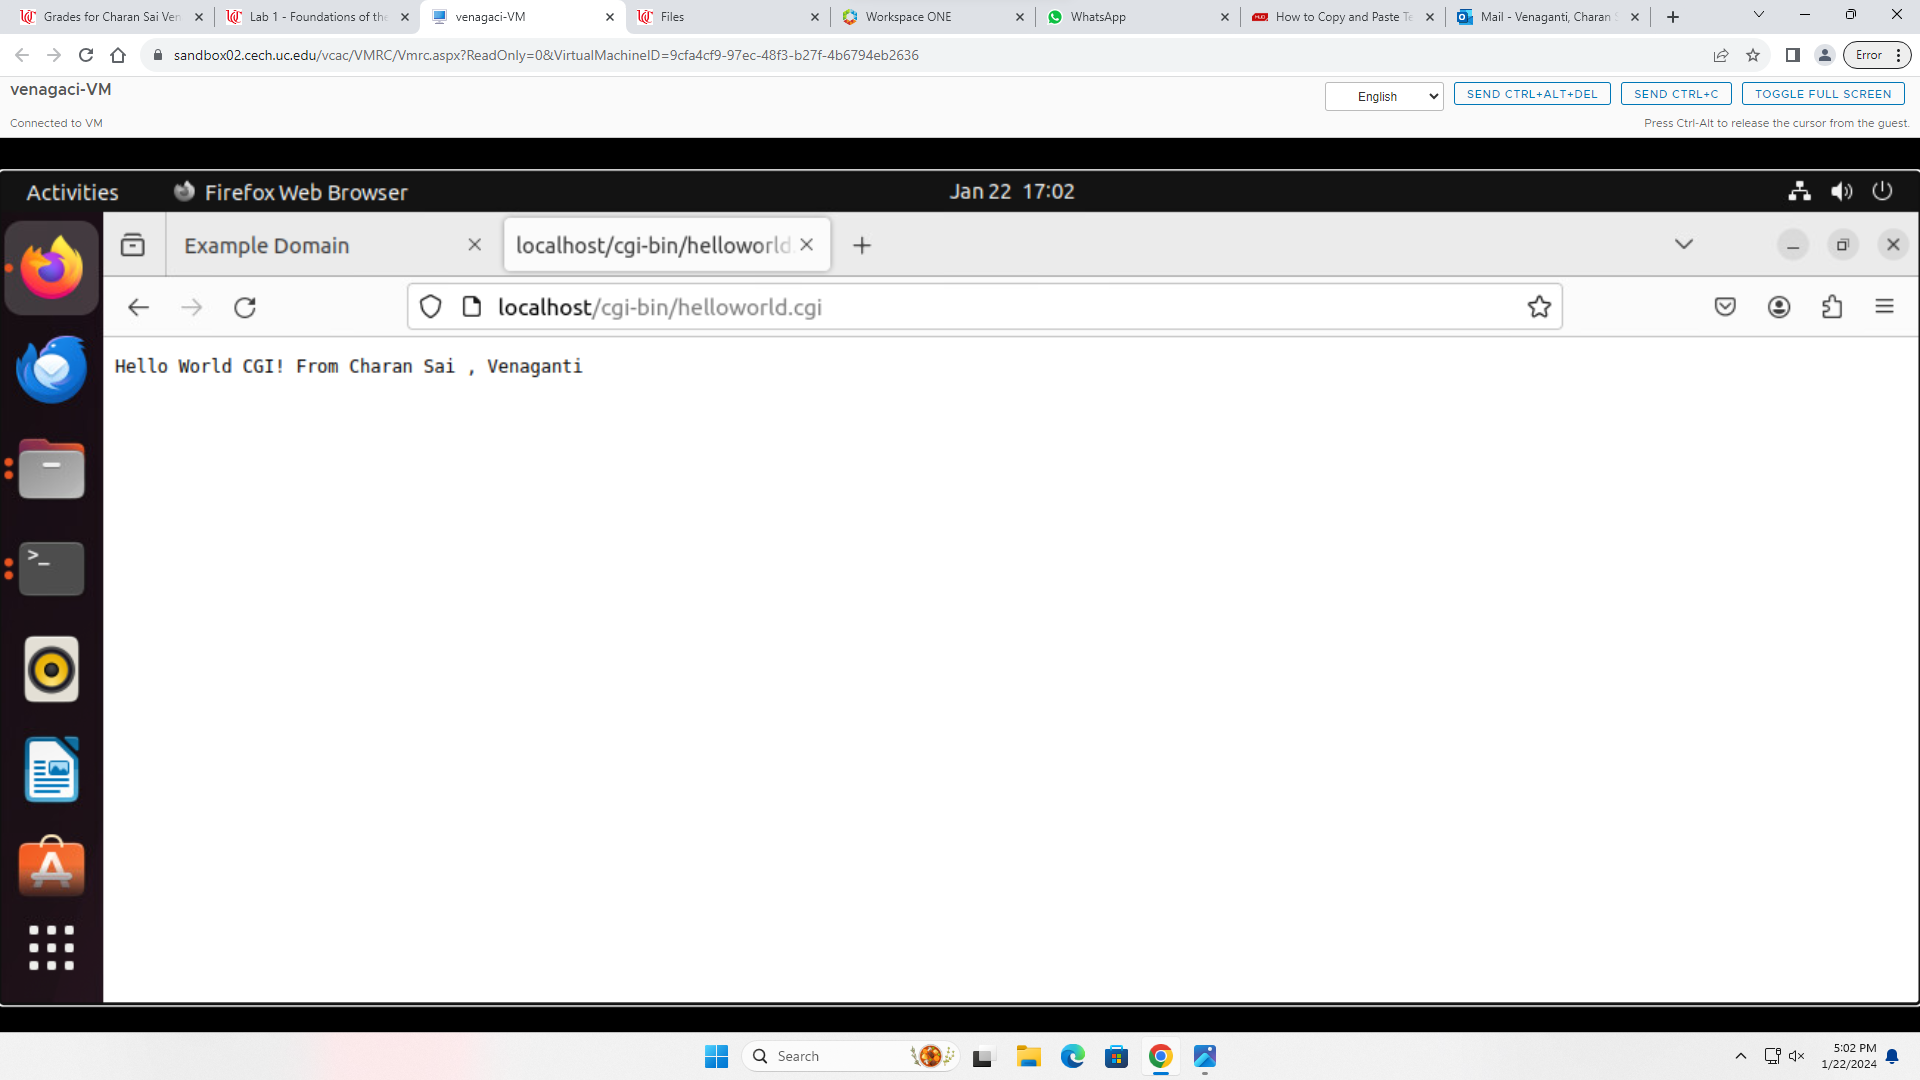 Grades for Charan Sai Ven
Lab 1 - Foundations of the
venagaci-VM
Files
Workspace ONE
WhatsApp
How to Copy and Paste Te
Mail - Venaganti, Charan S
sandbox02.cech.uc.edu/vcac/VMRC/Vmrc.aspx?ReadOnly=0&VirtualMachineID=9cfa4cf9-97ec-48f3-b27f-4b6794eb2636
Error
venagaci-VM
English
SEND CTRL+ALT+DEL
SEND CTRL+C
TOGGLE FULL SCREEN
Connected to VM
Press Ctrl-Alt to release the cursor from the guest.
Activities
Firefox Web Browser
Jan 22 17:02
Example Domain
localhost/cgi-bin/helloworld.
localhost/cgi-bin/helloworld.cgi
Hello World CGI! From Charan Sai , Venaganti
Search
5:02 PM
1/22/2024